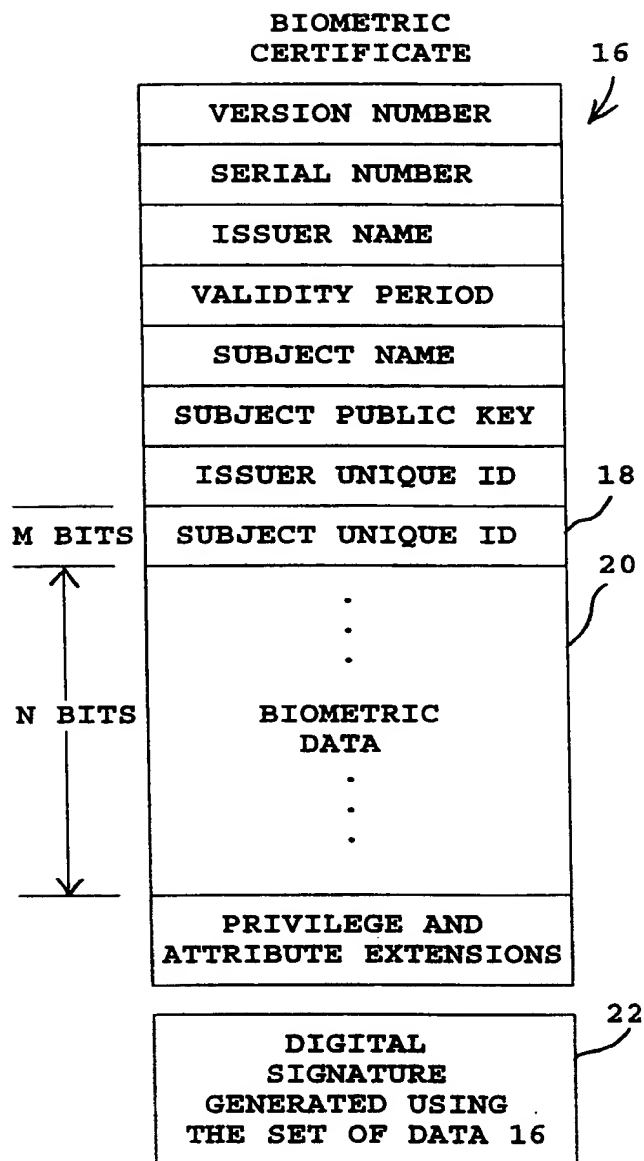 BIOMETRIC
CERTIFICATE
16
VERSION NUMBER
SERIAL NUMBER
ISSUER NAME
VALIDITY PERIOD
SUBJECT NAME
SUBJECT PUBLIC KEY
ISSUER UNIQUE ID
18
M BITS
SUBJECT UNIQUE ID
20
N BITS
BIOMETRIC
DATA
PRIVILEGE AND
ATTRIBUTE EXTENSIONS
22
DIGITAL
SIGNATURE
GENERATED USING
THE SET OF DATA 16